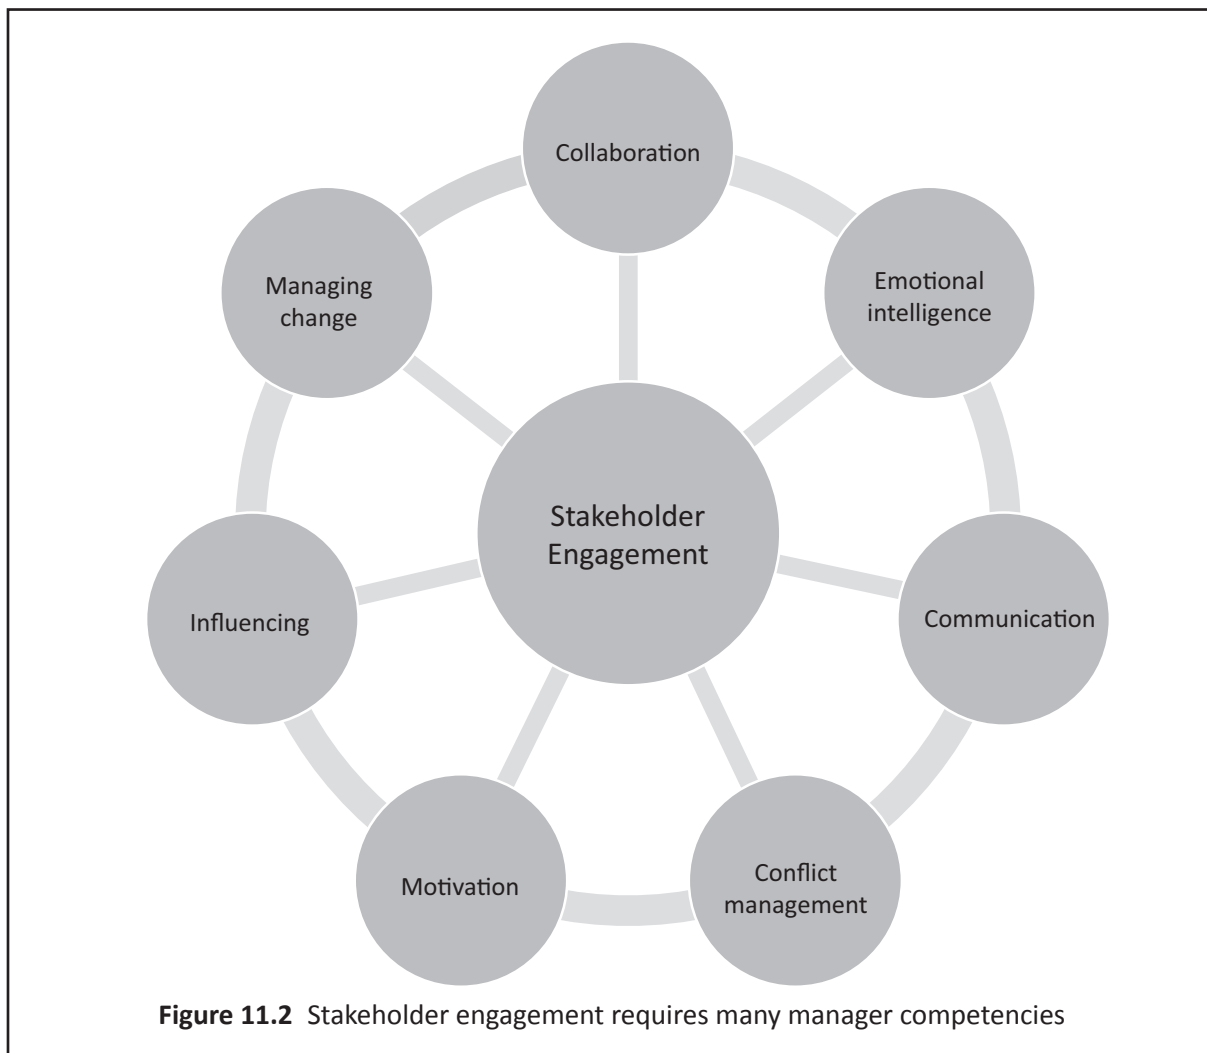 Collaboration
Emotional
intelligence
Managing
change
Stakeholder
Engagement
Communication
Influencing
Conflict
management
Motivation
Figure 11.2 Stakeholder engagement requires many manager competencies